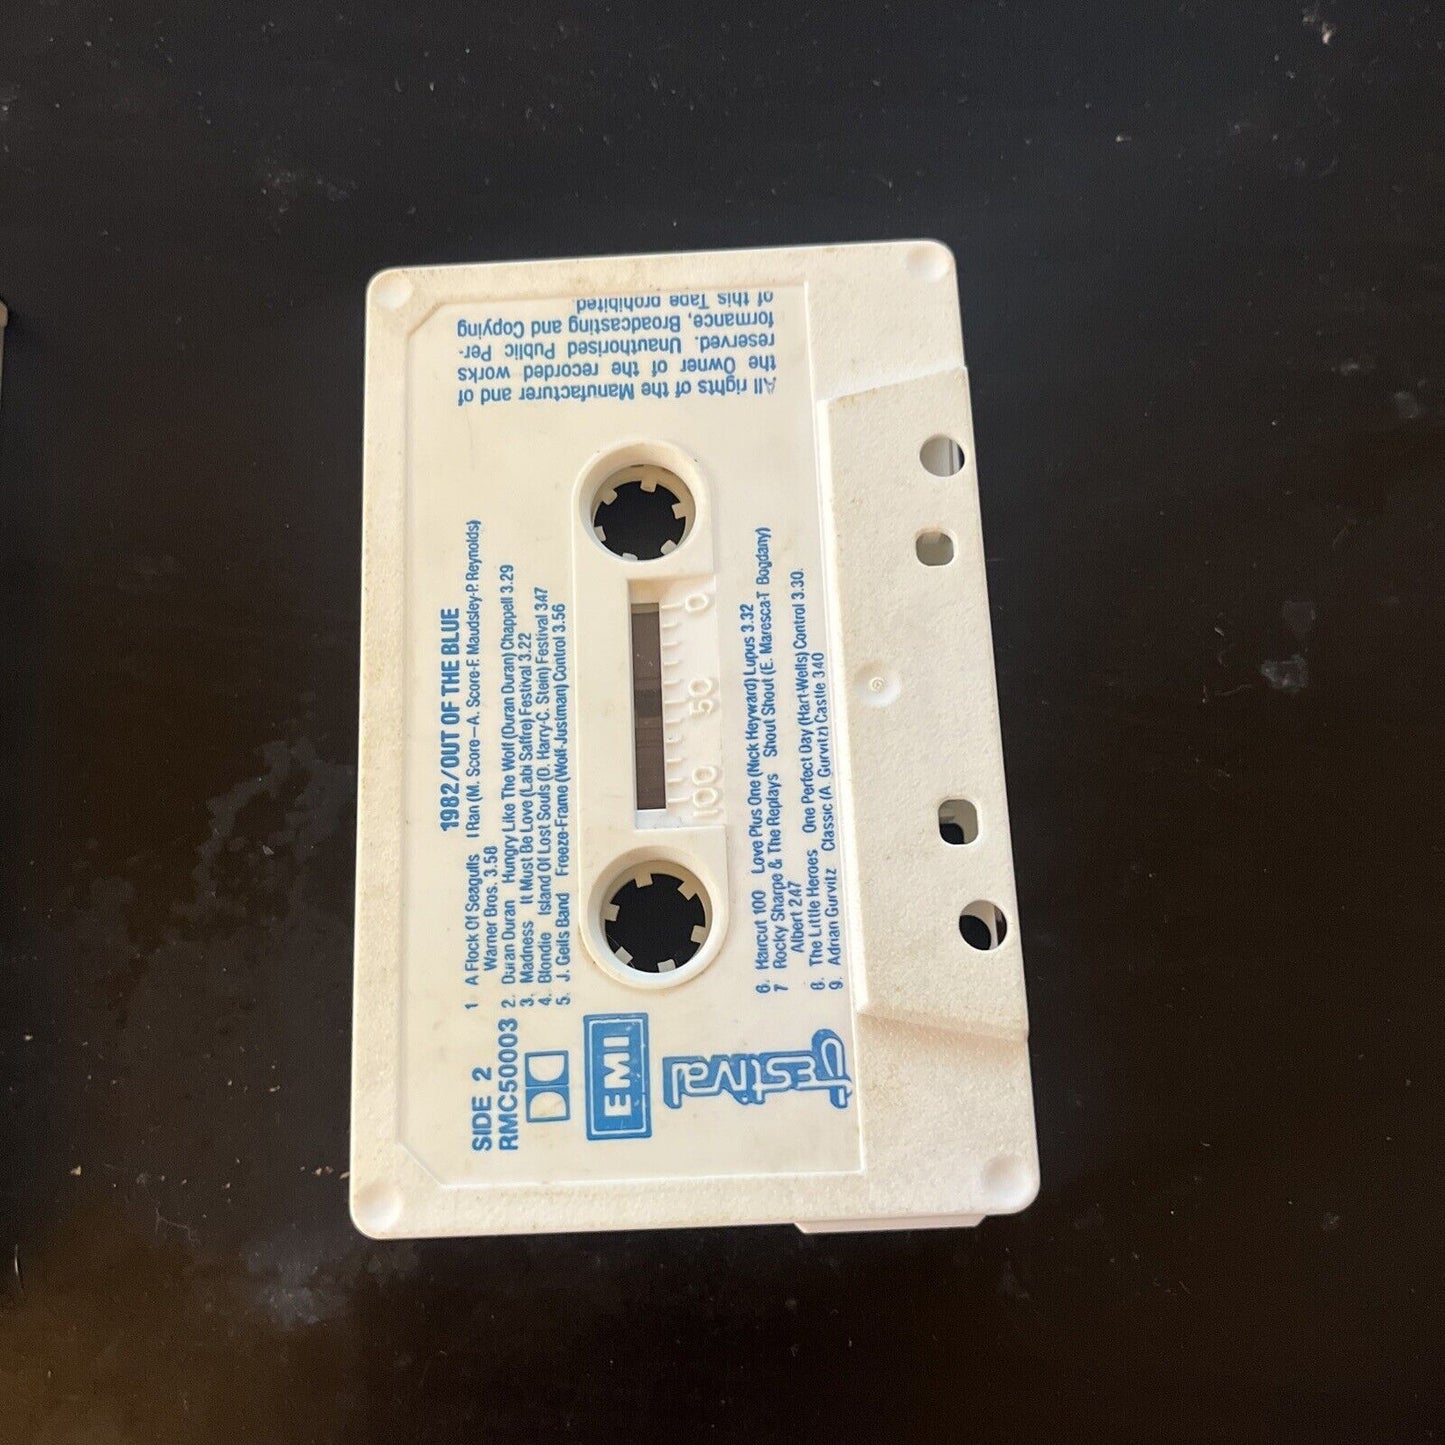 1982/OUT OF THE BLUE
1 A Flock Of Seagulls I Ran (M. Score—A. Score-F. Maudsley-P. Reynolds)
Warner Bros. 3.58
2. Duran Duran Hungry Like The Wolf (Duran Duran) Chappell 3.29
3. Madness It Must Be Love (Labi Saffre) Festival 3.22
4. Blondie Island Of Lost Souls (D. Harry-C. Stein) Festival 3.47
5. J. Geils Band Freeze-Frame (Wolf-Justman) Control 3.56
SIDE 2
RMC50003
EMI
Festival
100 50 0
6. Haircut 100 Love Plus One (Nick Heyward) Lupus 3.32
7 Rocky Sharpe & The Replays Shout Shout (E. Maresca-T Bogdany)
Albert 2.47
8. The Little Heroes One Perfect Day (Hart-Wells) Control 3.30.
9. Adrian Gurvitz Classic (A. Gurvitz) Castle 3.40
All rights of the Manufacturer and of
the Owner of the recorded works
reserved. Unauthorised Public Per-
formance, Broadcasting and Copying
of this Tape prohibited.